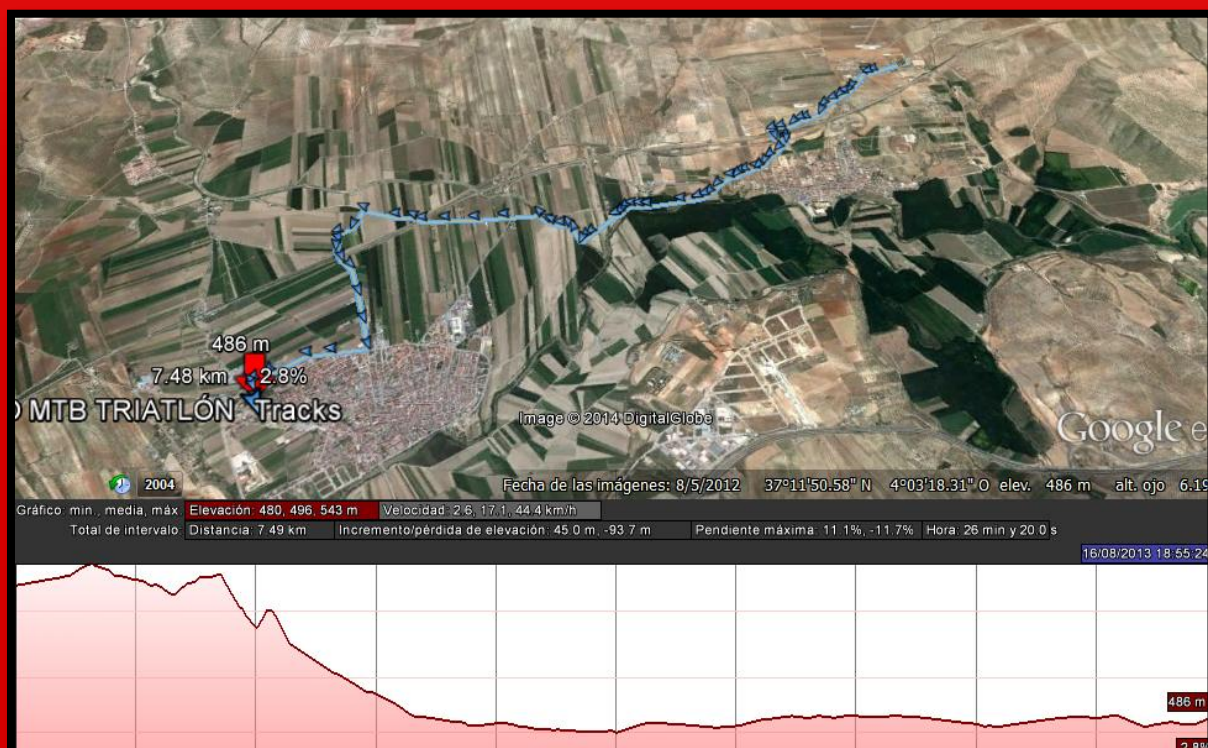 486 m
7.48 km 2.8%
O MTB TRIATLÓN Tracks
Image © 2014 DigitalGlobe
Google e
2004
Fecha de las imágenes: 8/5/2012 37°11'50.58" N 4°03'18.31" O elev. 486 m alt. ojo 6.19
Gráfico: min., media, máx. Elevación: 480, 496, 543 m Velocidad: 2.6, 17.1, 44.4 km/h
Total de intervalo: Distancia: 7.49 km Incremento/pérdida de elevación: 45.0 m, -93.7 m Pendiente máxima: 11.1%, -11.7% Hora: 26 min y 20.0 s
16/08/2013 18:55:24
486 m
2.8%